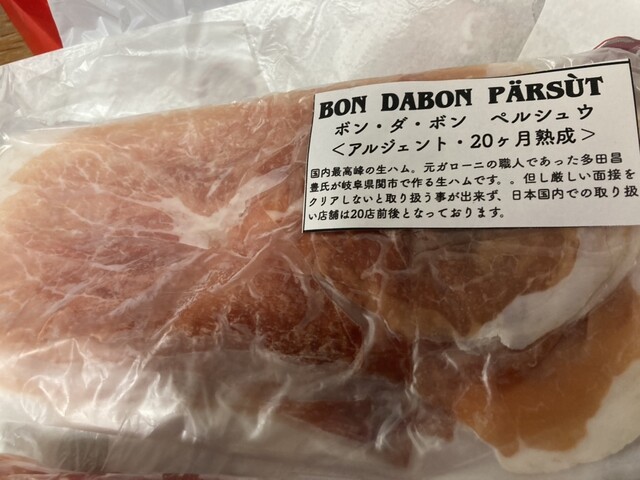 BON DABON PÄRSÙT
ボン・ダ・ボン　ペルシュウ
＜アルジェント・20ヶ月熟成＞
国内最高峰の生ハム。元ガローニの職人であった多田昌
豊氏が岐阜県関市で作る生ハムです。。但し厳しい面接を
クリアしないと取り扱う事が出来ず、日本国内での取り扱
い店舗は20店前後となっております。